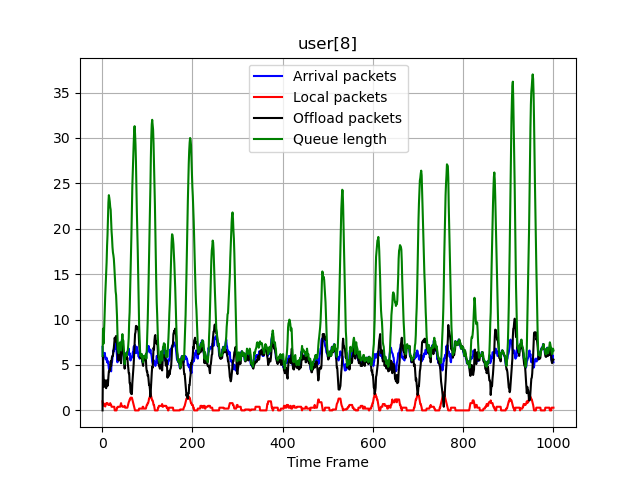 user[8]
Arrival packets
Local packets
Offload packets
Queue length
35
30
25
20
15
10
5
0
0 200 400 600 800 1000
Time Frame